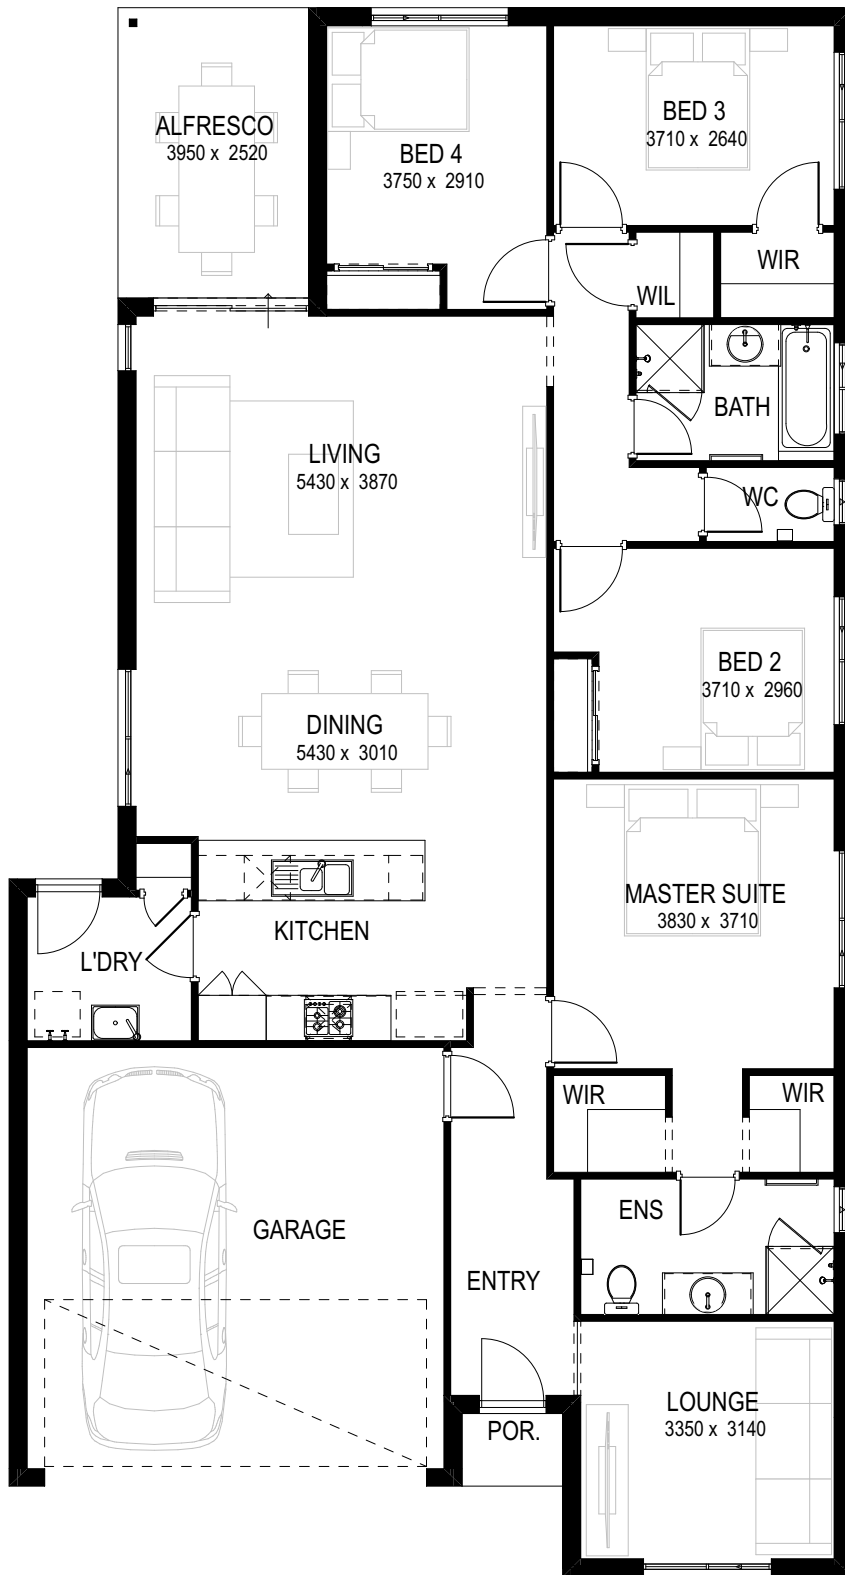 ALFRESCO
3950 x 2520
BED 4
3750 x 2910
BED 3
3710 x 2640
WIL
WIR
BATH
WC
LIVING
5430 x 3870
BED 2
3710 x 2960
DINING
5430 x 3010
MASTER SUITE
3830 x 3710
KITCHEN
L'DRY
WIR
WIR
ENS
GARAGE
ENTRY
LOUNGE
3350 x 3140
POR.